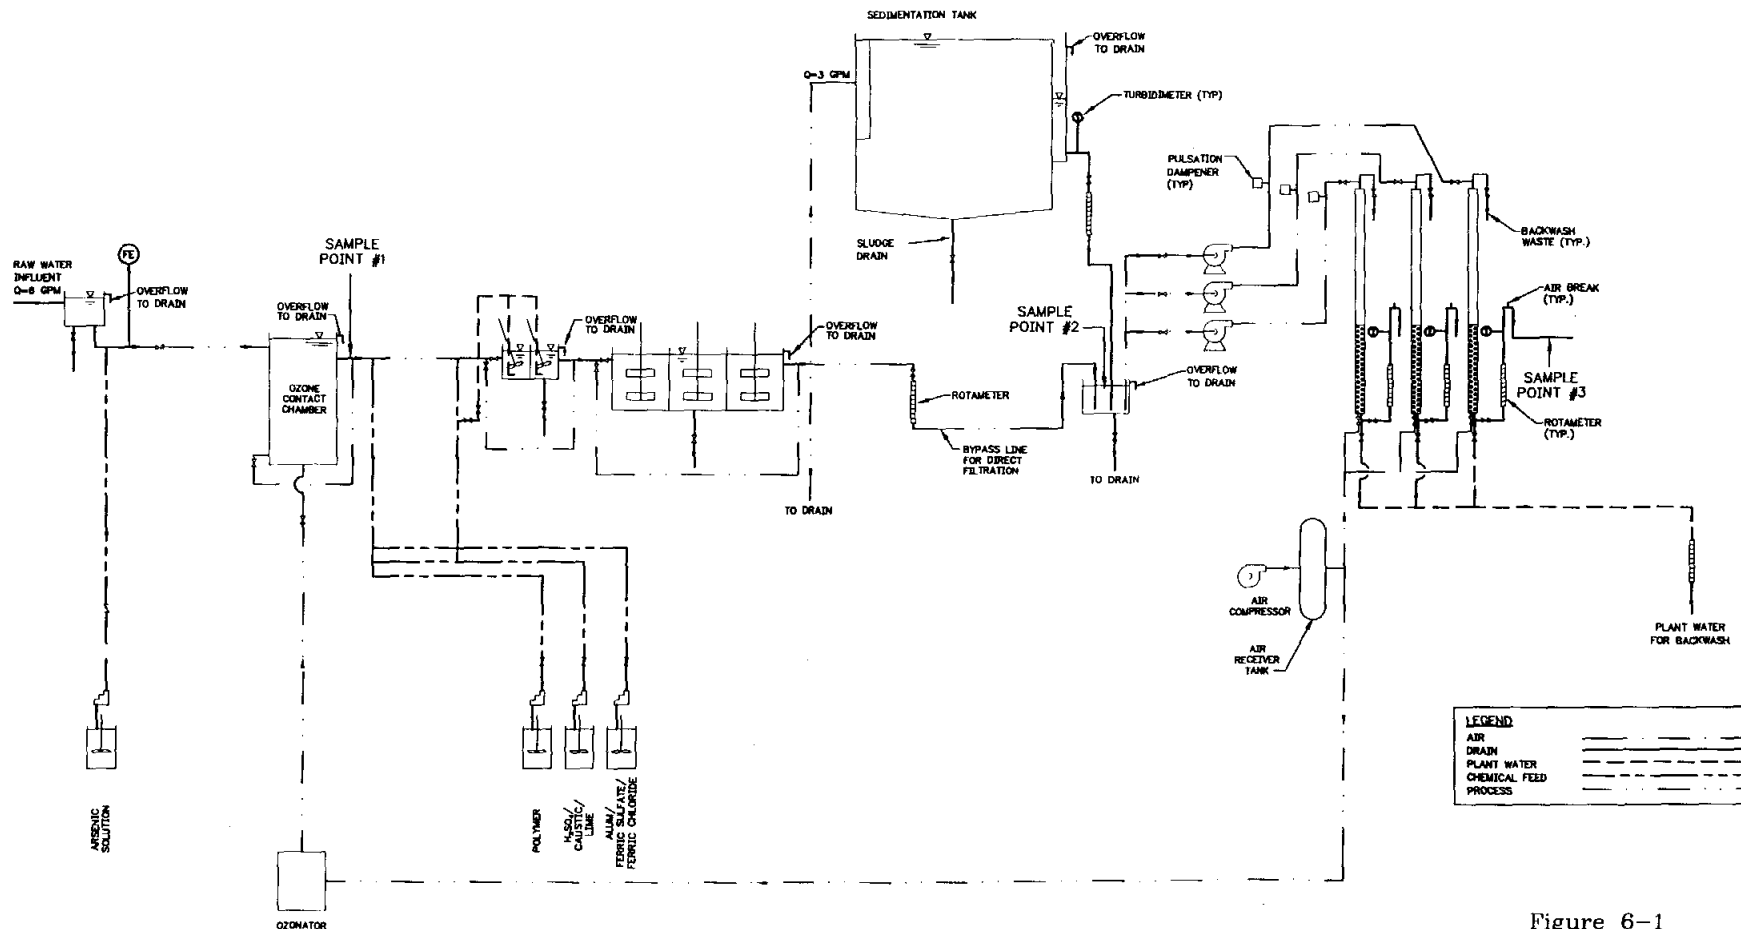 SEDIMENTATION TANK
OVERFLOW
TO DRAIN
Q=3 GPM
TURBIDIMETER (TYP)
PULSATION
DAMPENER
(TYP)
BACKWASH
WASTE (TYP.)
SLUDGE
DRAIN
FE
SAMPLE
POINT #1
RAW WATER
INFLUENT
Q=6 GPM
OVERFLOW
TO DRAIN
OVERFLOW
TO DRAIN
OVERFLOW
TO DRAIN
OVERFLOW
TO DRAIN
SAMPLE
POINT #2
AIR BREAK
(TYP.)
OZONE
CONTACT
CHAMBER
ROTAMETER
OVERFLOW
TO DRAIN
SAMPLE
POINT #3
ROTAMETER
(TYP.)
BYPASS LINE
FOR DIRECT
FILTRATION
TO DRAIN
TO DRAIN
AIR
COMPRESSOR
AIR
RECEIVER
TANK
PLANT WATER
FOR BACKWASH
ARSENIC
SOLUTION
POLYMER
H₂SO₄/
CAUSTIC/
LIME
ALUM/
FERRIC SULFATE/
FERRIC CHLORIDE
OZONATOR
LEGEND
AIR
DRAIN
PLANT WATER
CHEMICAL FEED
PROCESS
Figure 6-1